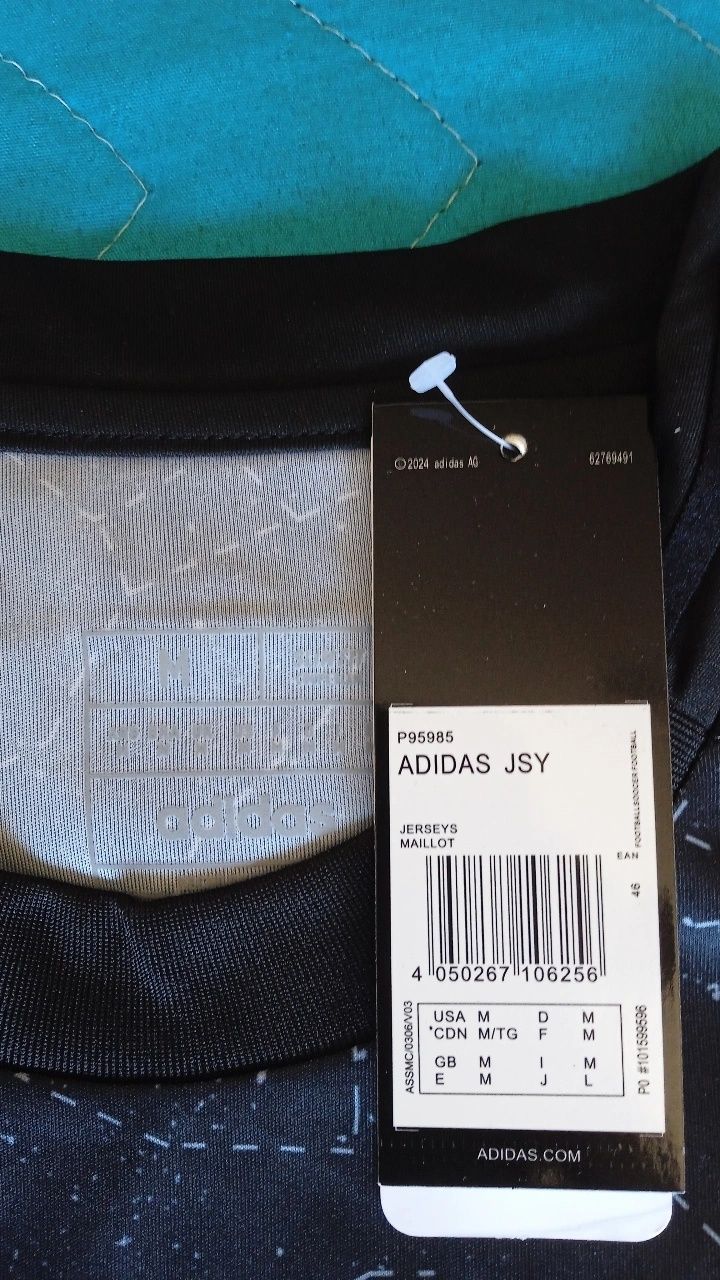 ©2024 adidas AG 62769491
P95985
ADIDAS JSY
JERSEYS
MAILLOT
FOOTBALL/SOCCER FOOTBALL
EAN
46
4 050267 106256
ASSMC/0306/V03
USA M D M
*CDN M/TG F M
GB M I M
E M J L
PO #101599596
ADIDAS.COM
M
adidas